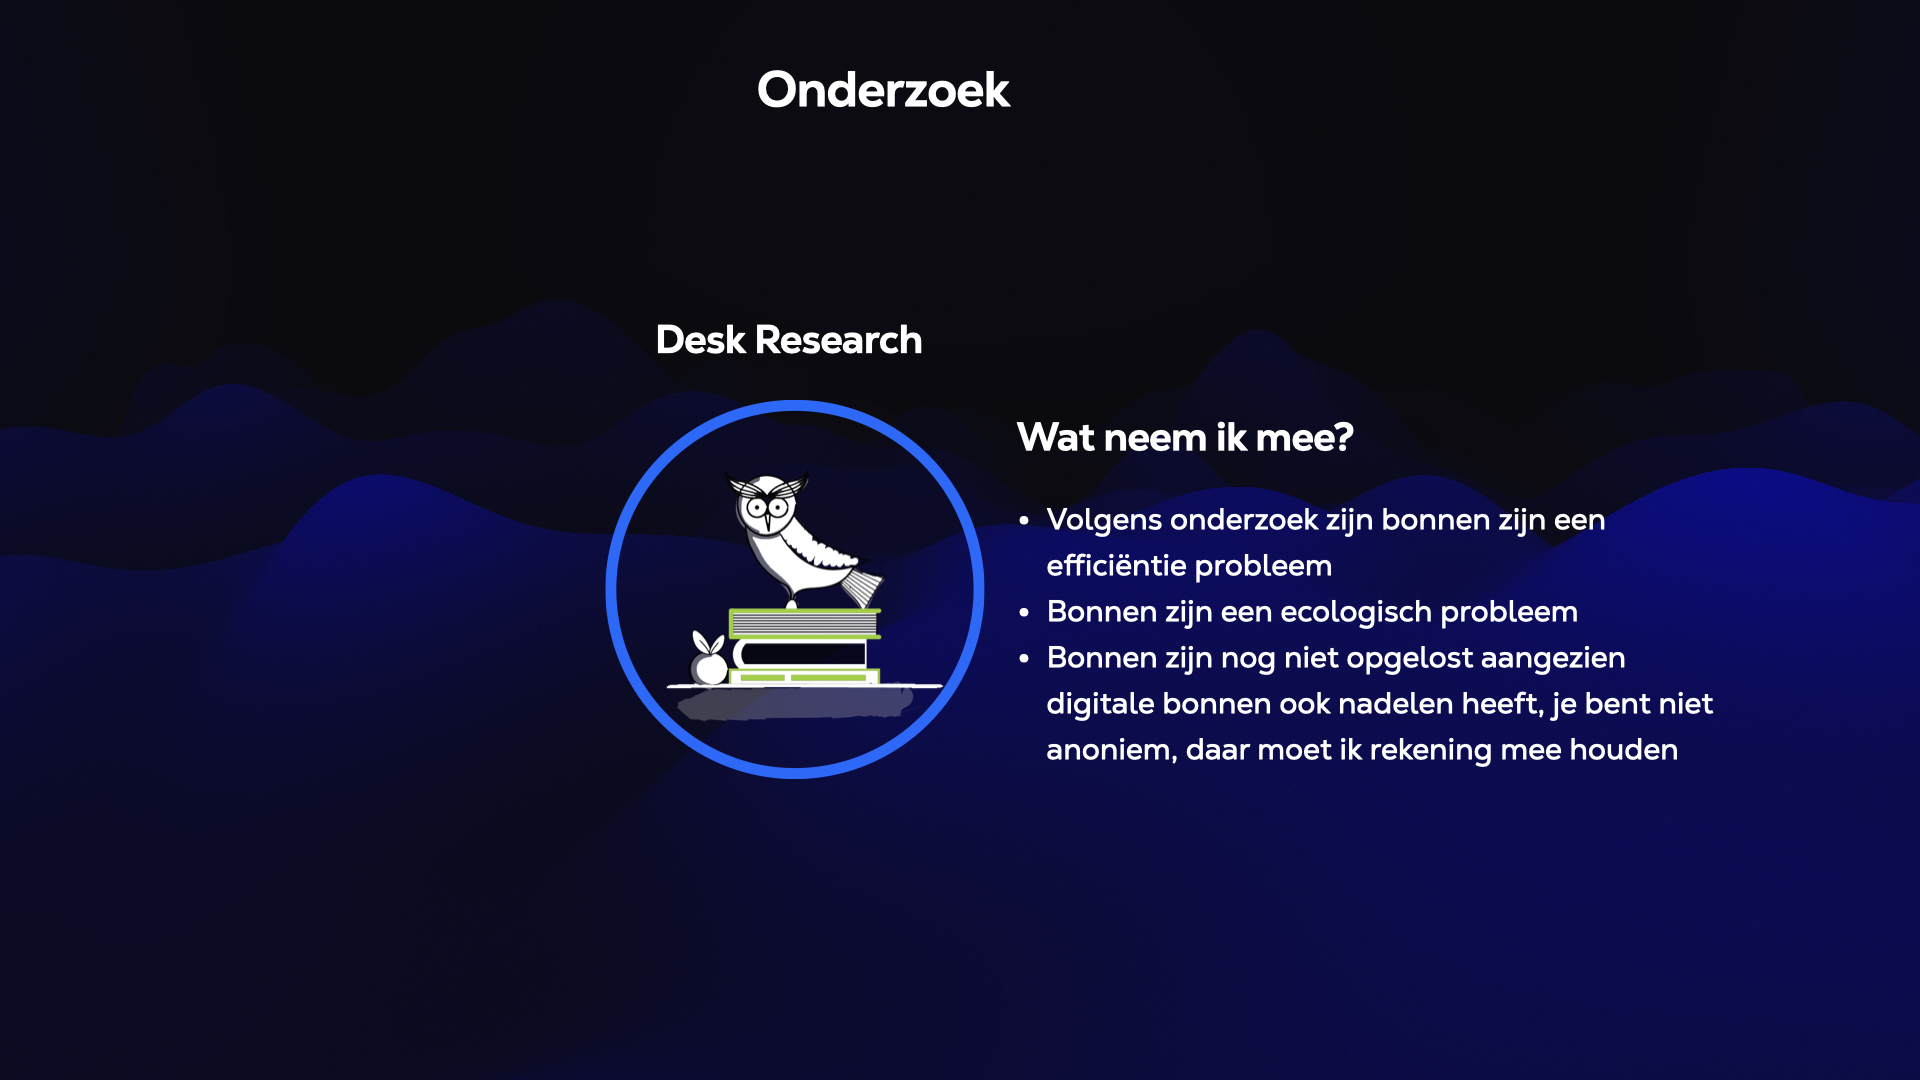 Onderzoek
Desk Research
Wat neem ik mee?
• Volgens onderzoek zijn bonnen zijn een
efficiëntie probleem
• Bonnen zijn een ecologisch probleem
• Bonnen zijn nog niet opgelost aangezien
digitale bonnen ook nadelen heeft, je bent niet
anoniem, daar moet ik rekening mee houden